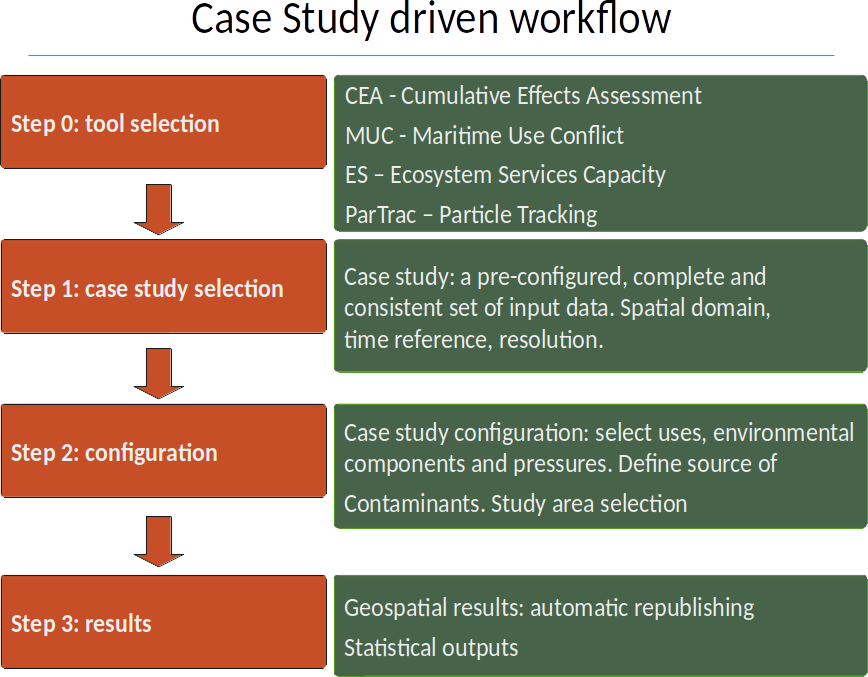 Case Study driven workflow
Step 0: tool selection
CEA - Cumulative Effects Assessment
MUC - Maritime Use Conflict
ES – Ecosystem Services Capacity
ParTrac – Particle Tracking
Step 1: case study selection
Case study: a pre-configured, complete and
consistent set of input data. Spatial domain,
time reference, resolution.
Step 2: configuration
Case study configuration: select uses, environmental
components and pressures. Define source of
Contaminants. Study area selection
Step 3: results
Geospatial results: automatic republishing
Statistical outputs